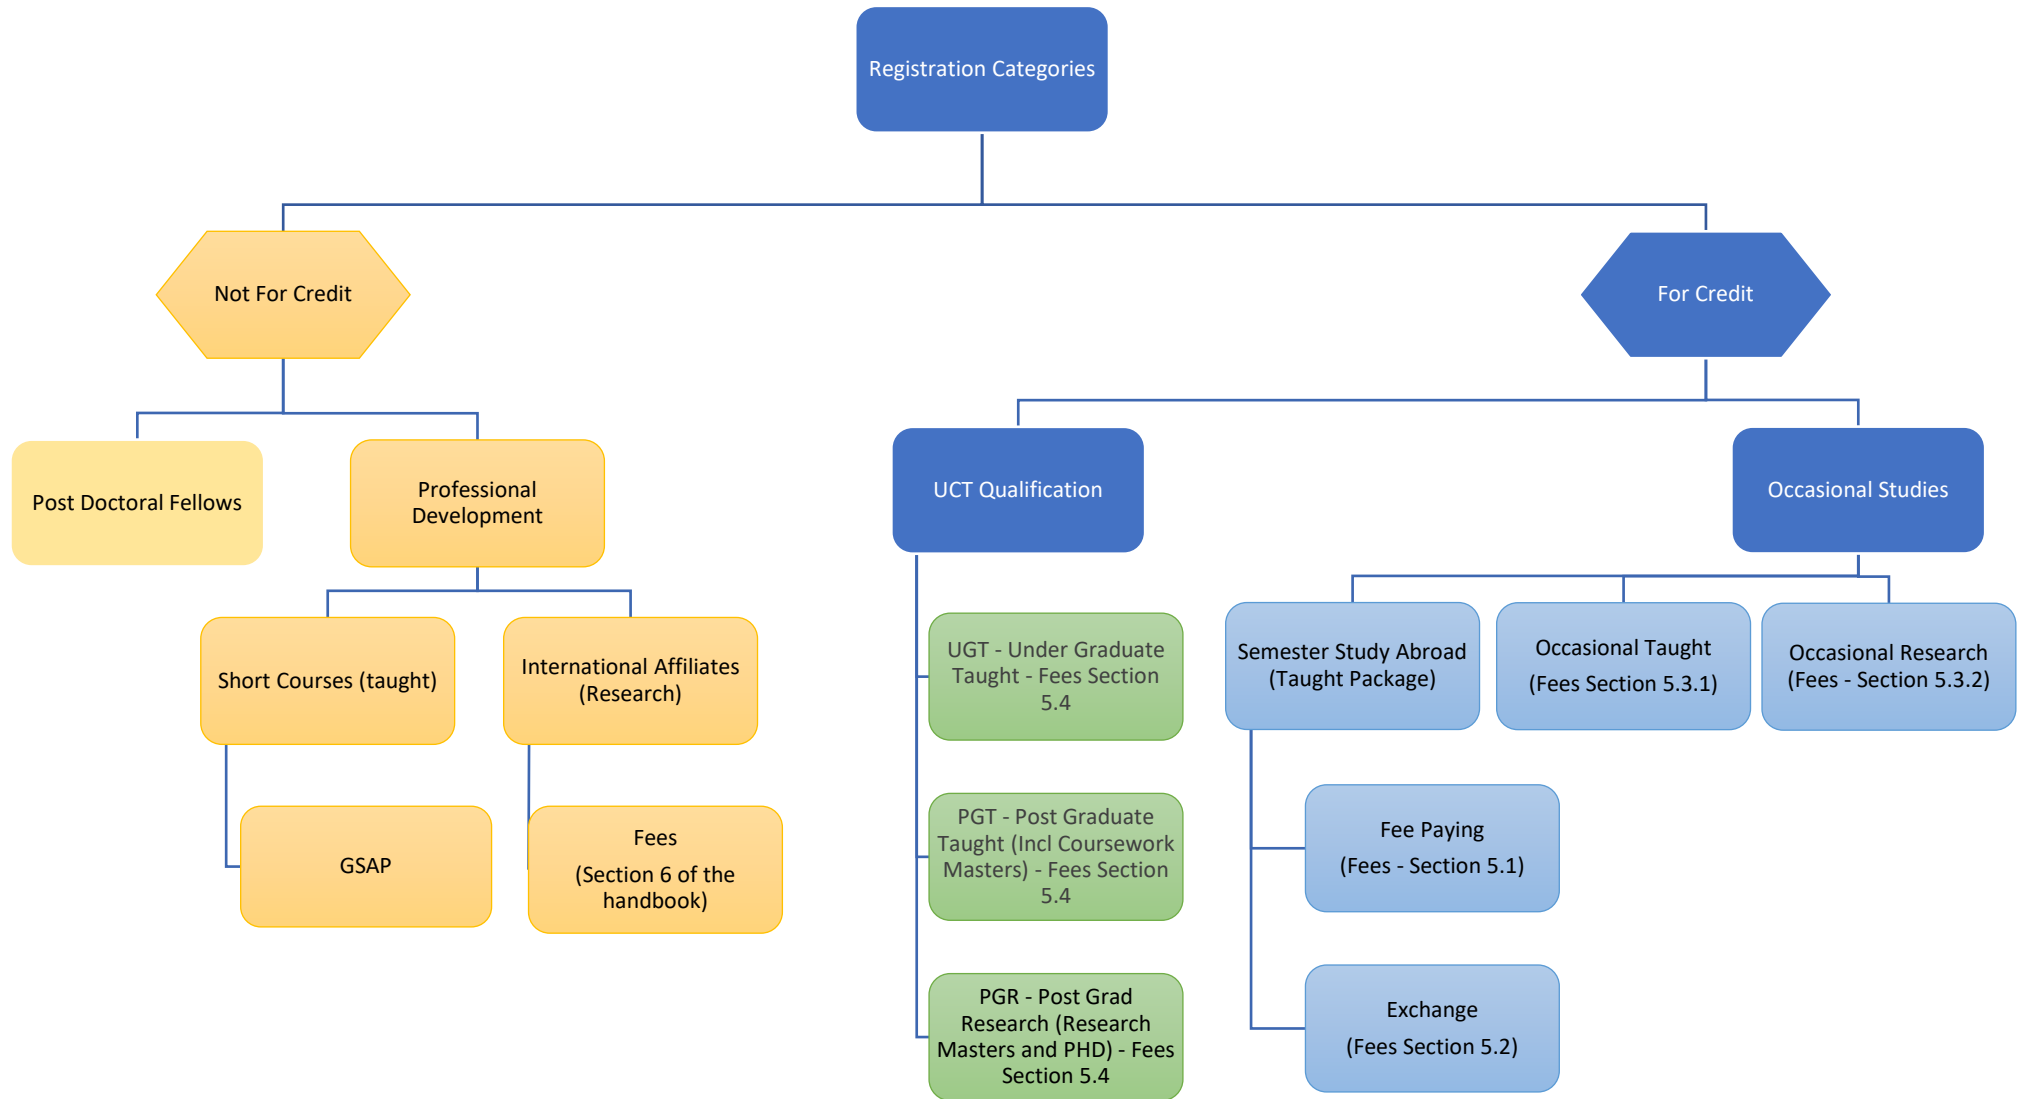 Registration Categories
Not For Credit
For Credit
Post Doctoral Fellows
Professional
Development
UCT Qualification
Occasional Studies
Short Courses (taught)
International Affiliates
(Research)
UGT - Under Graduate
Taught - Fees Section
5.4
Semester Study Abroad
(Taught Package)
Occasional Taught
(Fees Section 5.3.1)
Occasional Research
(Fees - Section 5.3.2)
GSAP
Fees
(Section 6 of the
handbook)
PGT - Post Graduate
Taught (Incl Coursework
Masters) - Fees Section
5.4
Fee Paying
(Fees - Section 5.1)
PGR - Post Grad
Research (Research
Masters and PHD) - Fees
Section 5.4
Exchange
(Fees Section 5.2)